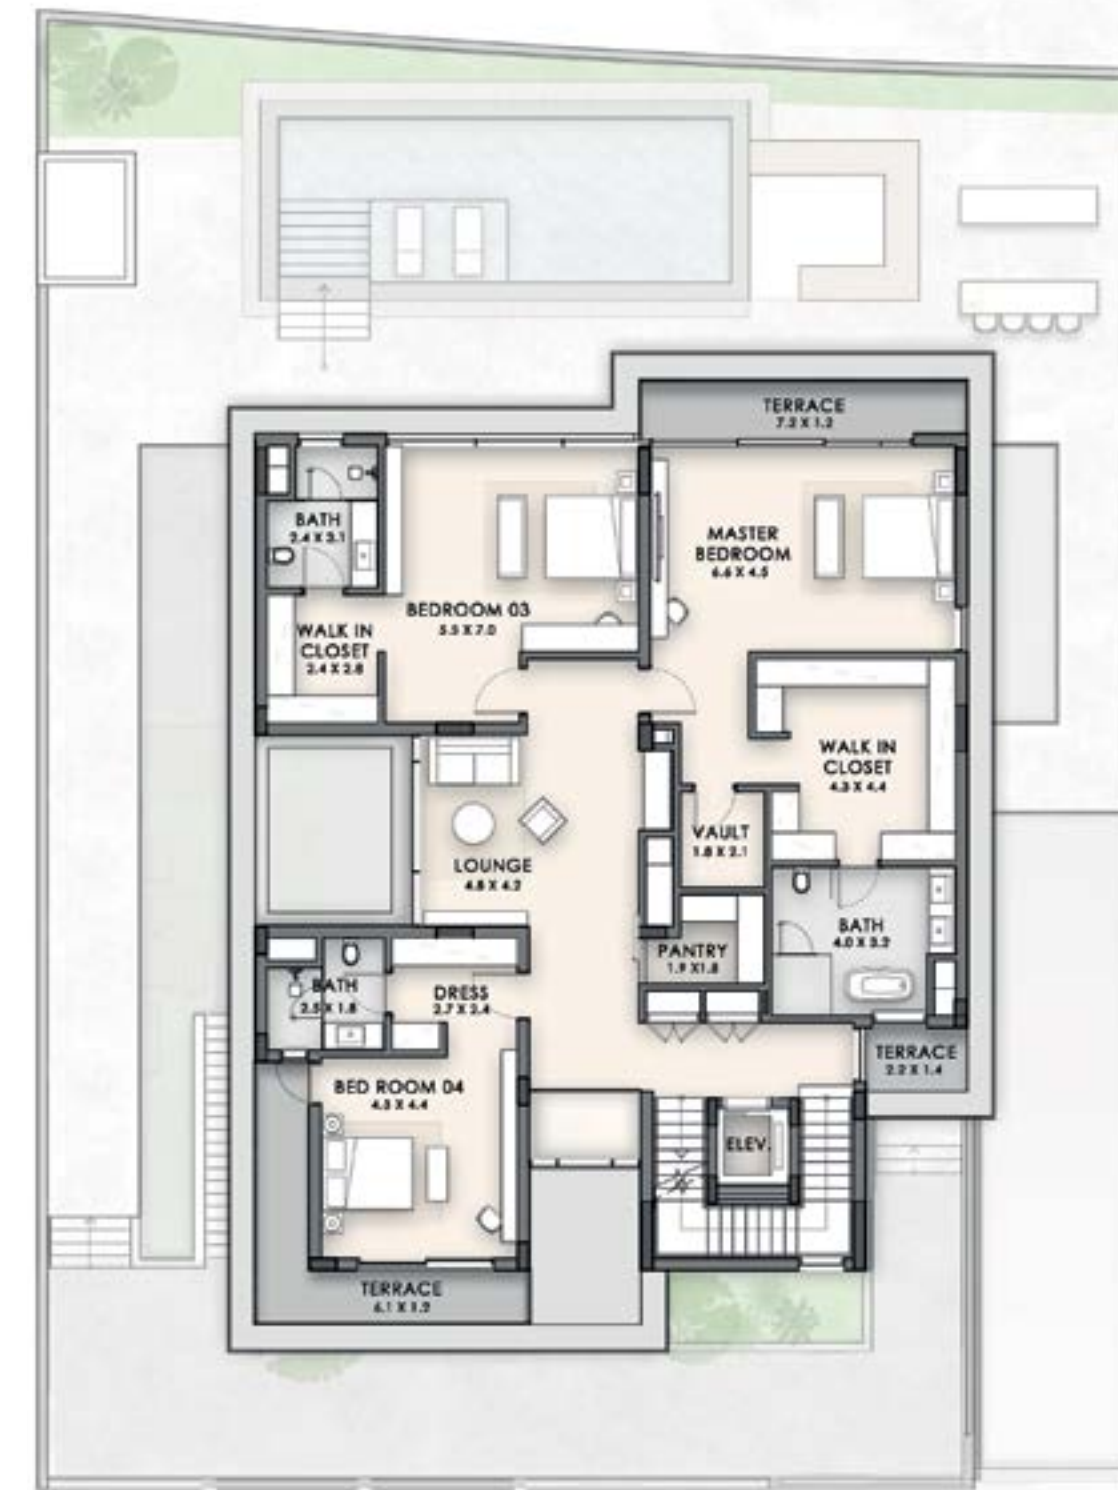 TERRACE
7.2 X 1.2
BATH
2.4 X 3.1
MASTER
BEDROOM
6.6 X 4.5
BEDROOM 03
5.5 X 7.0
WALK IN
CLOSET
2.4 X 2.8
WALK IN
CLOSET
4.3 X 4.4
VAULT
1.8 X 2.1
LOUNGE
4.8 X 4.2
BATH
4.0 X 3.2
PANTRY
1.9 X1.8
BATH
2.5 X 1.8
DRESS
2.7 X 2.4
TERRACE
2.2 X 1.4
BED ROOM 04
4.3 X 4.4
ELEV.
TERRACE
6.1 X 1.2